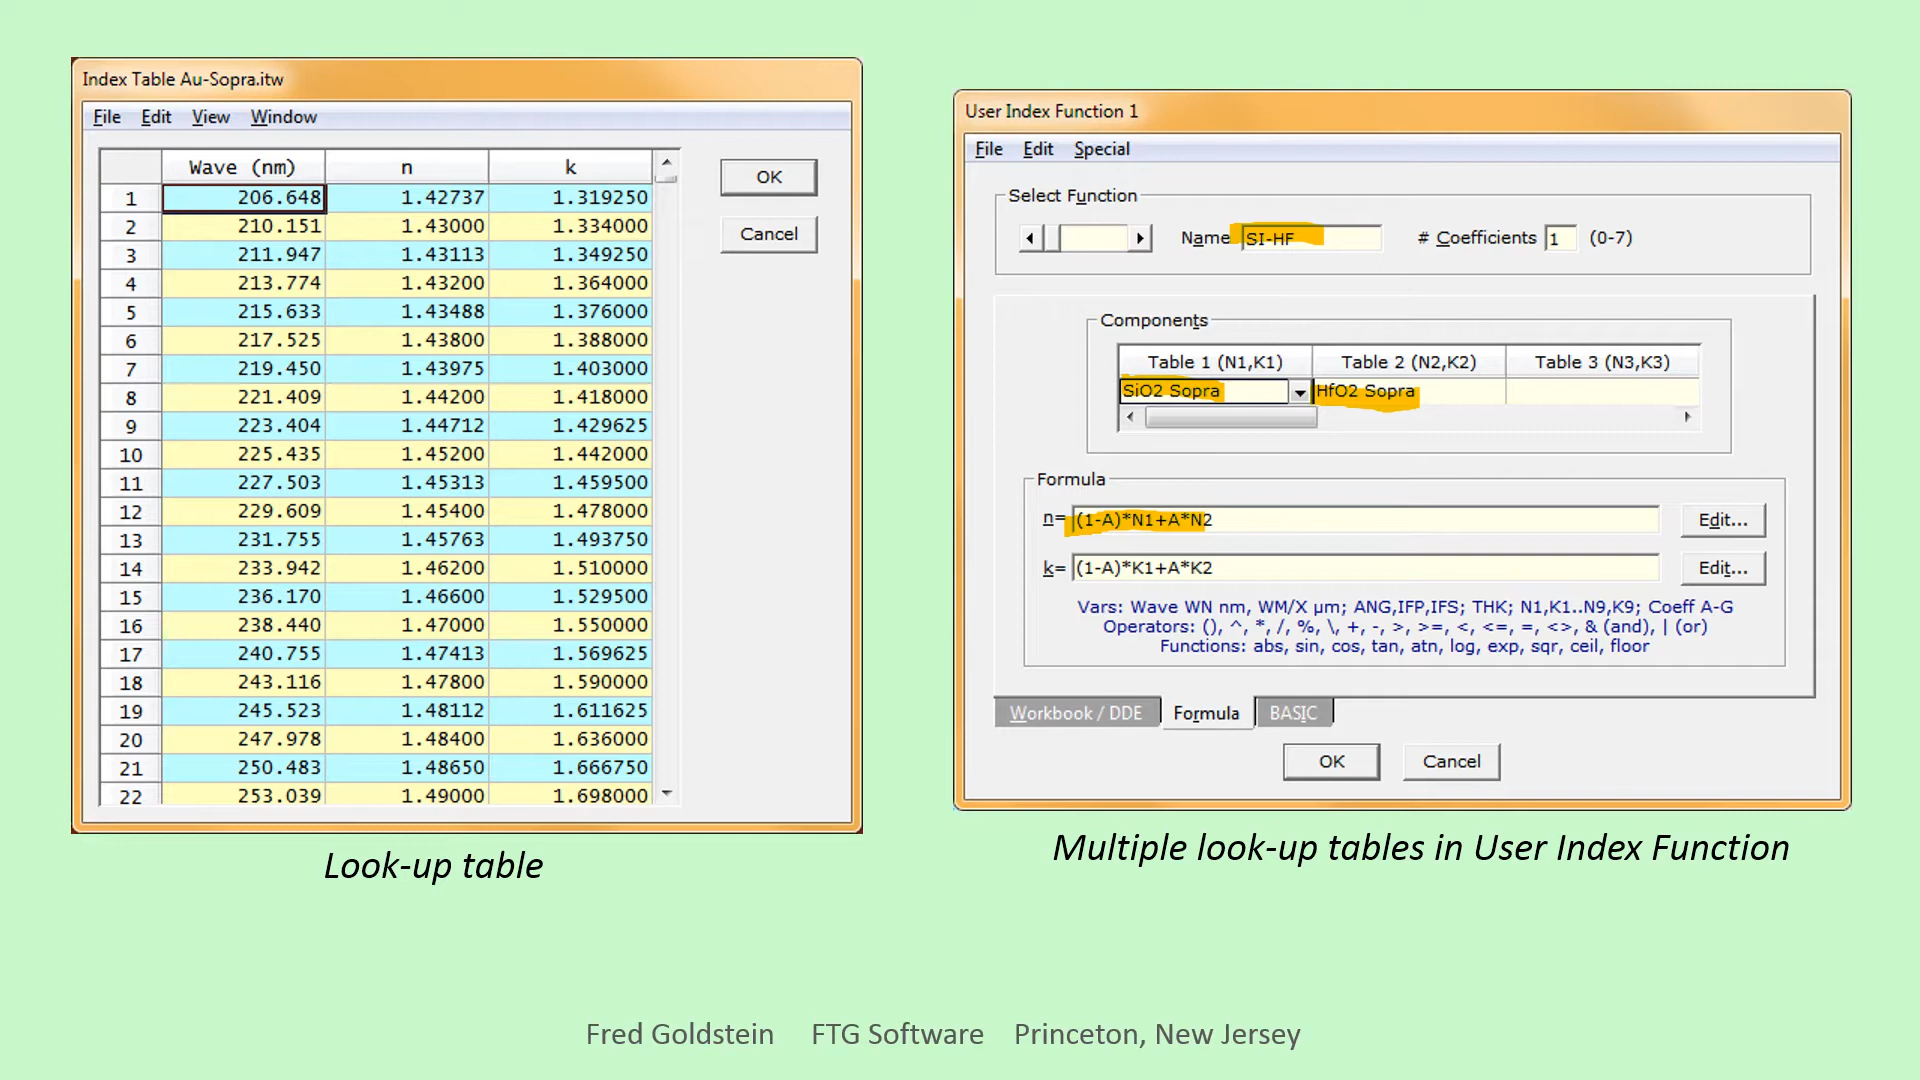 Index Table Au-Sopra.itw
File Edit View Window
Wave (nm) n k
1 206.648 1.42737 1.319250
2 210.151 1.43000 1.334000
3 211.947 1.43113 1.349250
4 213.774 1.43200 1.364000
5 215.633 1.43488 1.376000
6 217.525 1.43800 1.388000
7 219.450 1.43975 1.403000
8 221.409 1.44200 1.418000
9 223.404 1.44712 1.429625
10 225.435 1.45200 1.442000
11 227.503 1.45313 1.459500
12 229.609 1.45400 1.478000
13 231.755 1.45763 1.493750
14 233.942 1.46200 1.510000
15 236.170 1.46600 1.529500
16 238.440 1.47000 1.550000
17 240.755 1.47413 1.569625
18 243.116 1.47800 1.590000
19 245.523 1.48112 1.611625
20 247.978 1.48400 1.636000
21 250.483 1.48650 1.666750
22 253.039 1.49000 1.698000
OK
Cancel
Look-up table
User Index Function 1
File Edit Special
Select Function
Name SI-HF # Coefficients 1 (0-7)
Components
Table 1 (N1,K1) Table 2 (N2,K2) Table 3 (N3,K3)
SiO2 Sopra HfO2 Sopra
Formula
n= (1-A)*N1+A*N2 Edit...
k= (1-A)*K1+A*K2 Edit...
Vars: Wave WN nm, WM/X µm; ANG,IFP,IFS; THK; N1,K1..N9,K9; Coeff A-G
Operators: (), ^, *, /, %, \, +, -, >, >=, <, <=, =, <>, & (and), | (or)
Functions: abs, sin, cos, tan, atn, log, exp, sqr, ceil, floor
Workbook / DDE Formula BASIC
OK Cancel
Multiple look-up tables in User Index Function
Fred Goldstein FTG Software Princeton, New Jersey